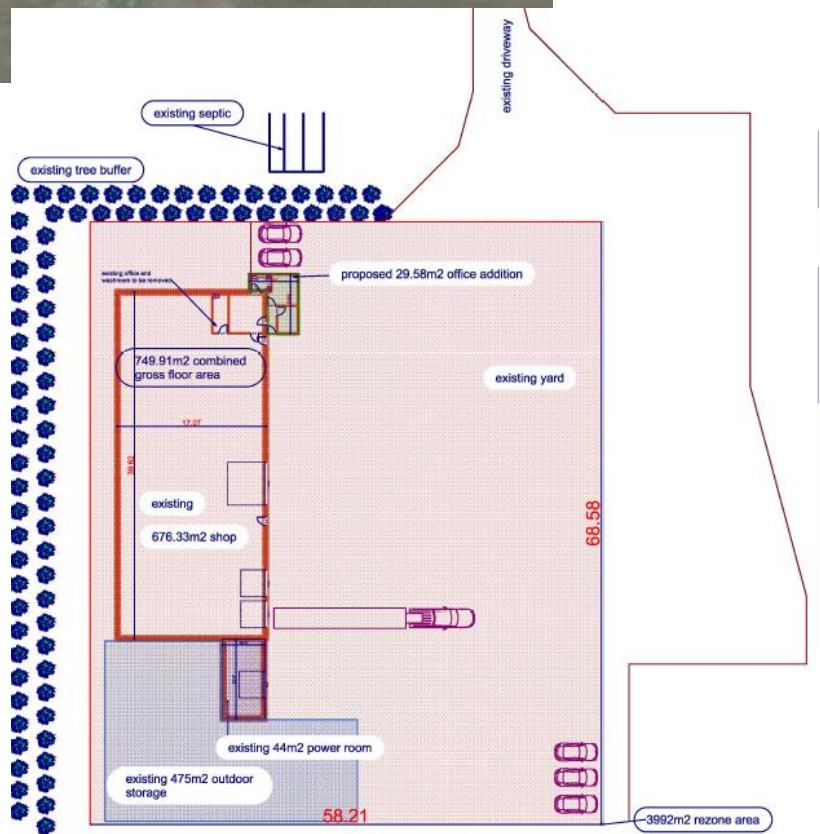 existing driveway
existing septic
existing tree buffer
existing office and
washroom to be removed
proposed 29.58m2 office addition
749.91m2 combined
gross floor area
existing yard
17.07
39.62
existing
676.33m2 shop
68.58
existing 44m2 power room
existing 475m2 outdoor
storage
58.21
3992m2 rezone area